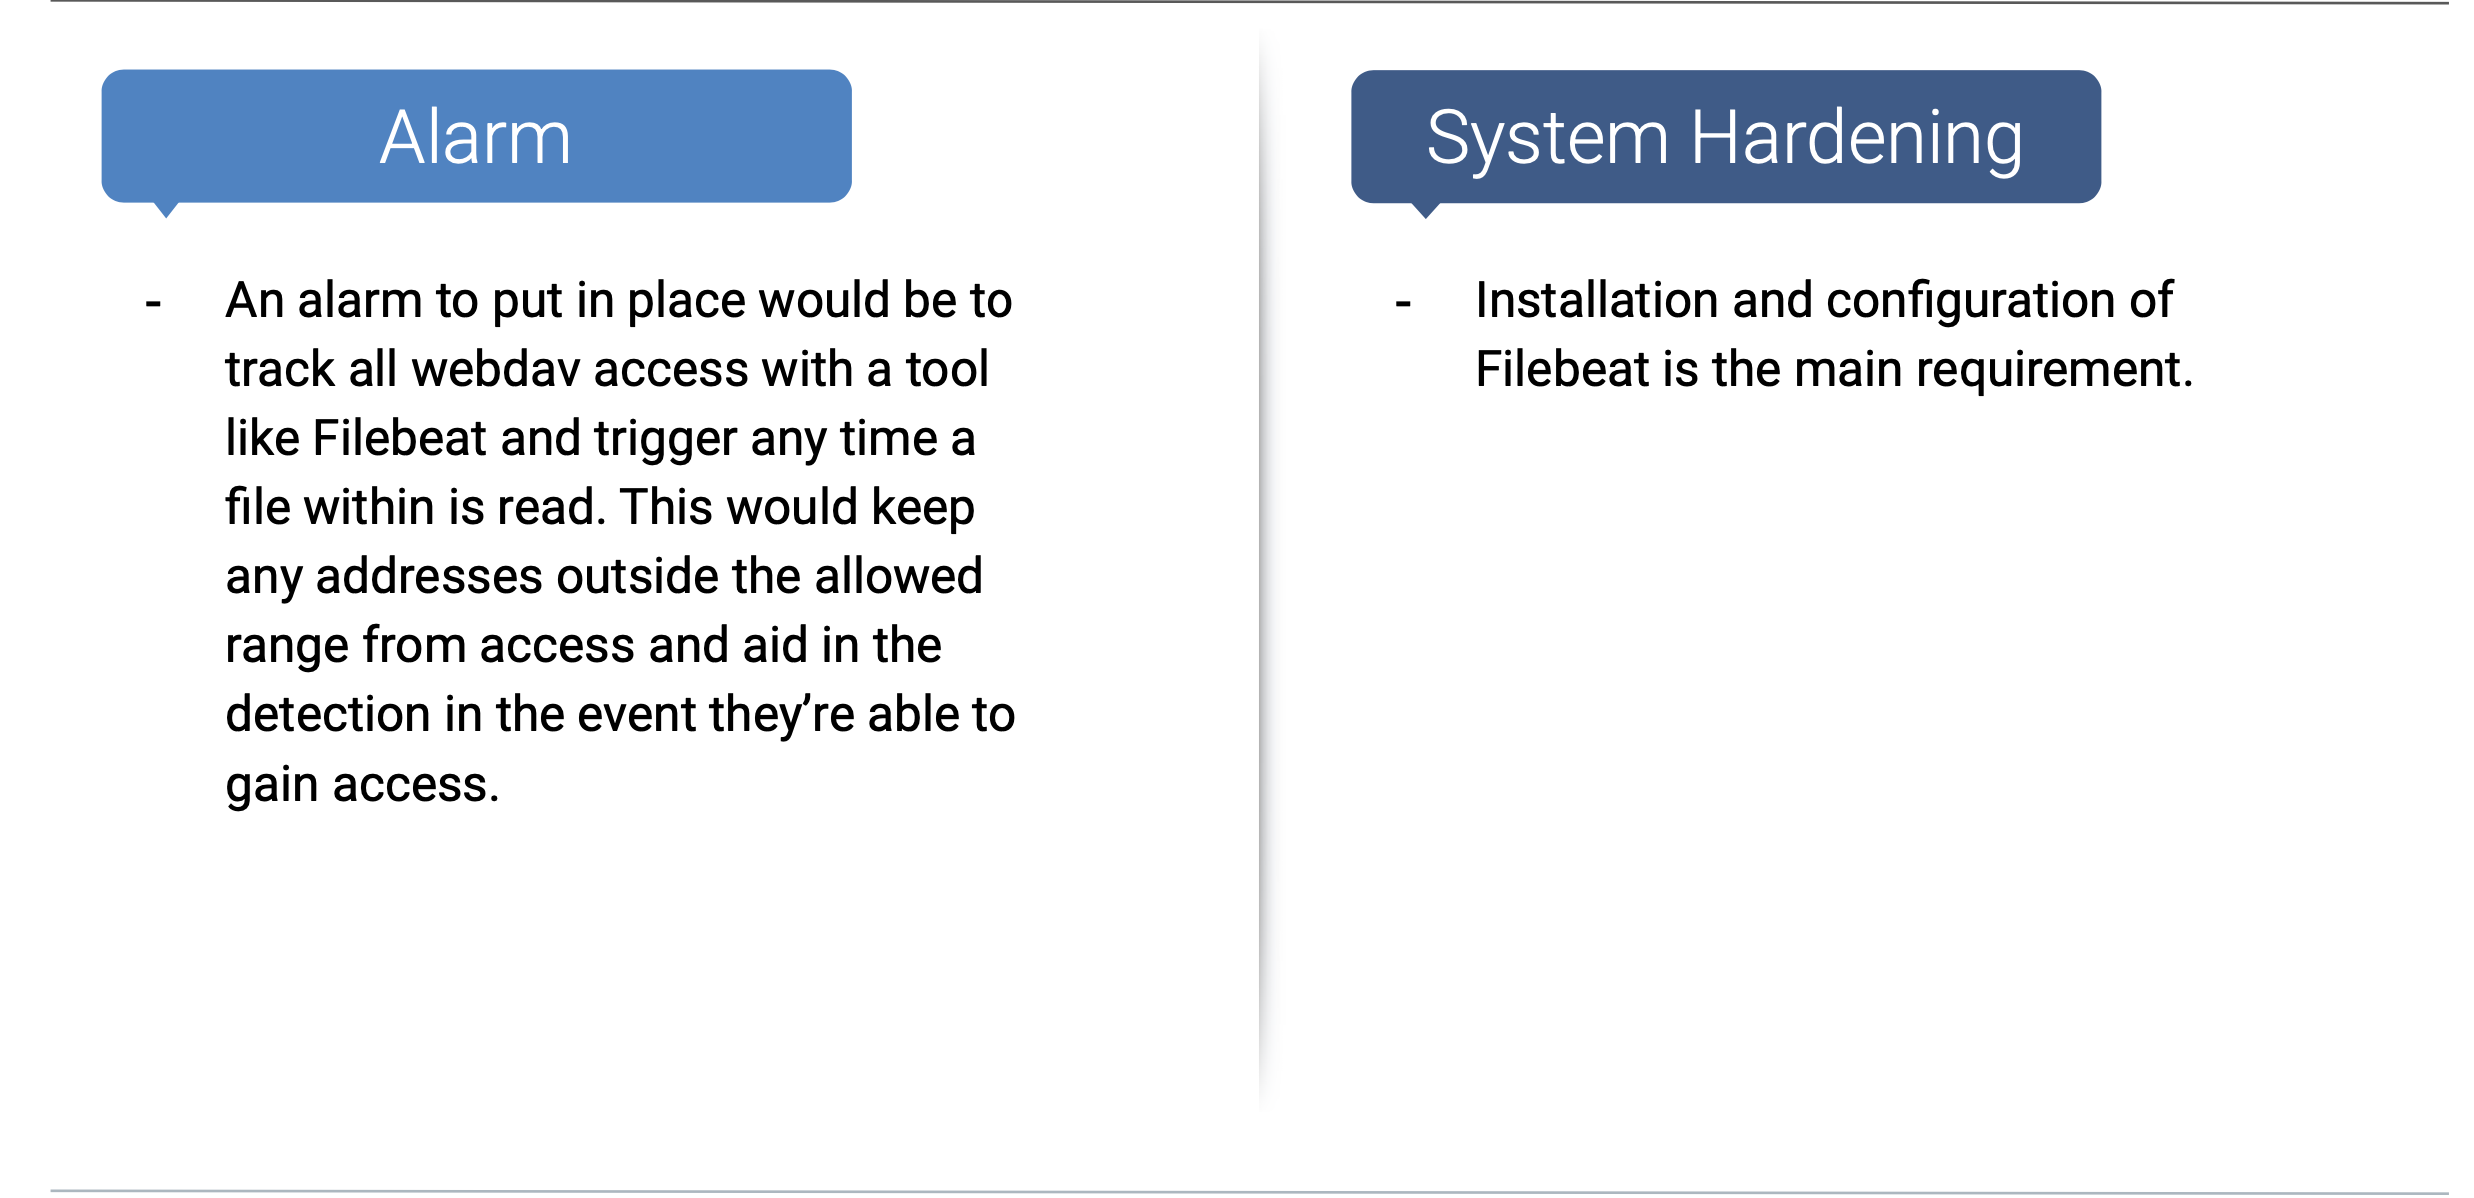 Alarm
- An alarm to put in place would be to
track all webdav access with a tool
like Filebeat and trigger any time a
file within is read. This would keep
any addresses outside the allowed
range from access and aid in the
detection in the event they’re able to
gain access.
System Hardening
- Installation and configuration of
Filebeat is the main requirement.